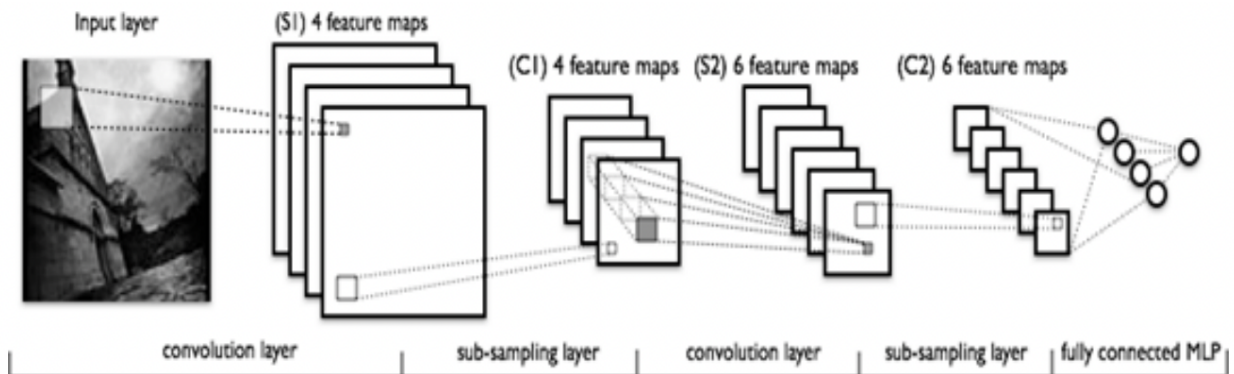 Input layer
(S1) 4 feature maps
(C1) 4 feature maps
(S2) 6 feature maps
(C2) 6 feature maps
convolution layer
sub-sampling layer
convolution layer
sub-sampling layer
fully connected MLP